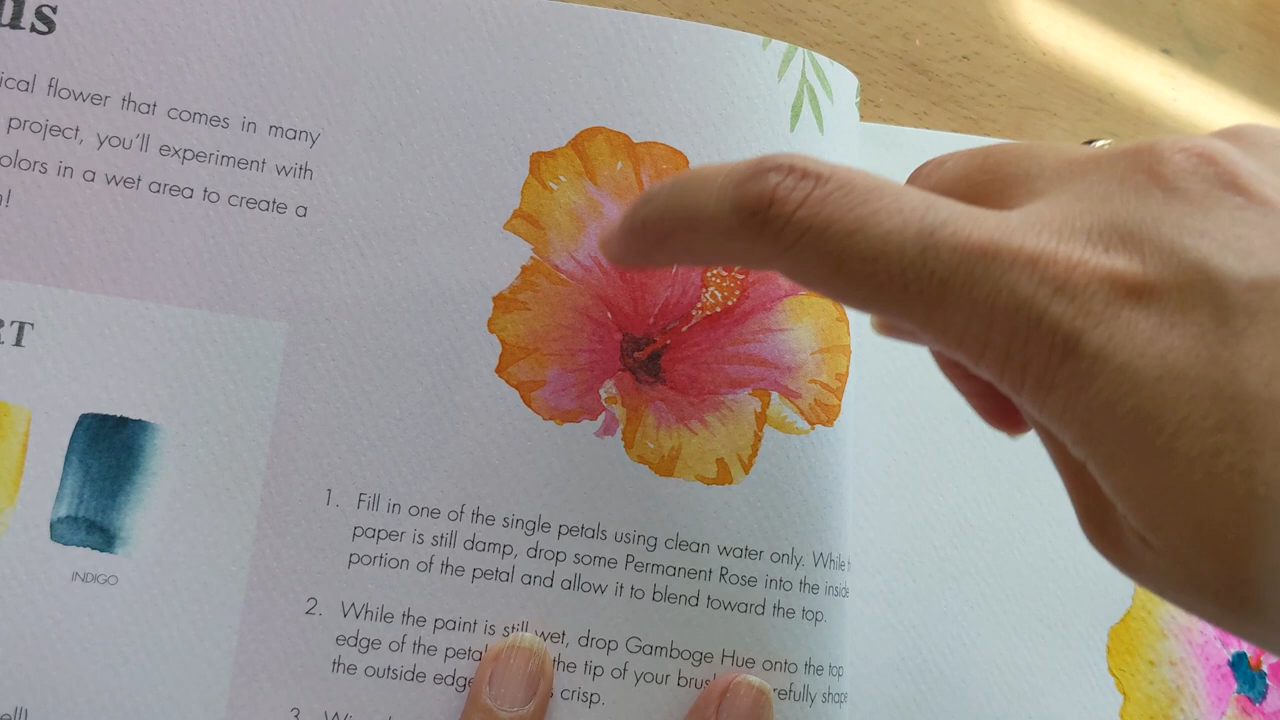 us
ical flower that comes in many
project, you'll experiment with
olors in a wet area to create a
n!
RT
INDIGO
1. Fill in one of the single petals using clean water only. While
paper is still damp, drop some Permanent Rose into the inside
portion of the petal and allow it to blend toward the top.
2. While the paint is still wet, drop Gamboge Hue onto the top
edge of the petal the tip of your brus refully shape
the outside edge s crisp.
3.
ell!